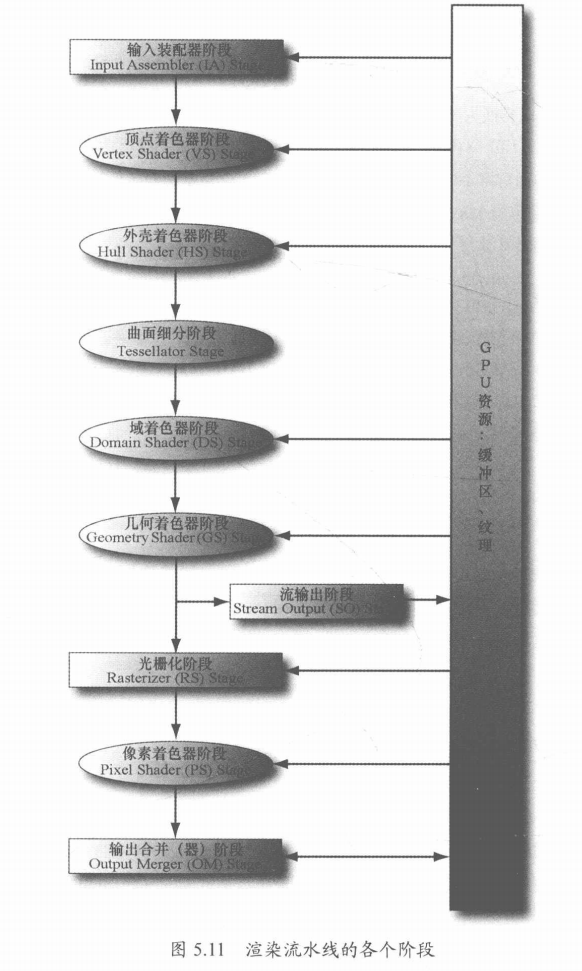 输入装配器阶段
Input Assembler (IA) Stage
顶点着色器阶段
Vertex Shader (VS) Stage
外壳着色器阶段
Hull Shader (HS) Stage
曲面细分阶段
Tessellator Stage
域着色器阶段
Domain Shader (DS) Stage
几何着色器阶段
Geometry Shader (GS) Stage
流输出阶段
Stream Output (SO) Stage
光栅化阶段
Rasterizer (RS) Stage
像素着色器阶段
Pixel Shader (PS) Stage
输出合并（器）阶段
Output Merger (OM) Stage
GPU资源：缓冲区、纹理
图 5.11 渲染流水线的各个阶段